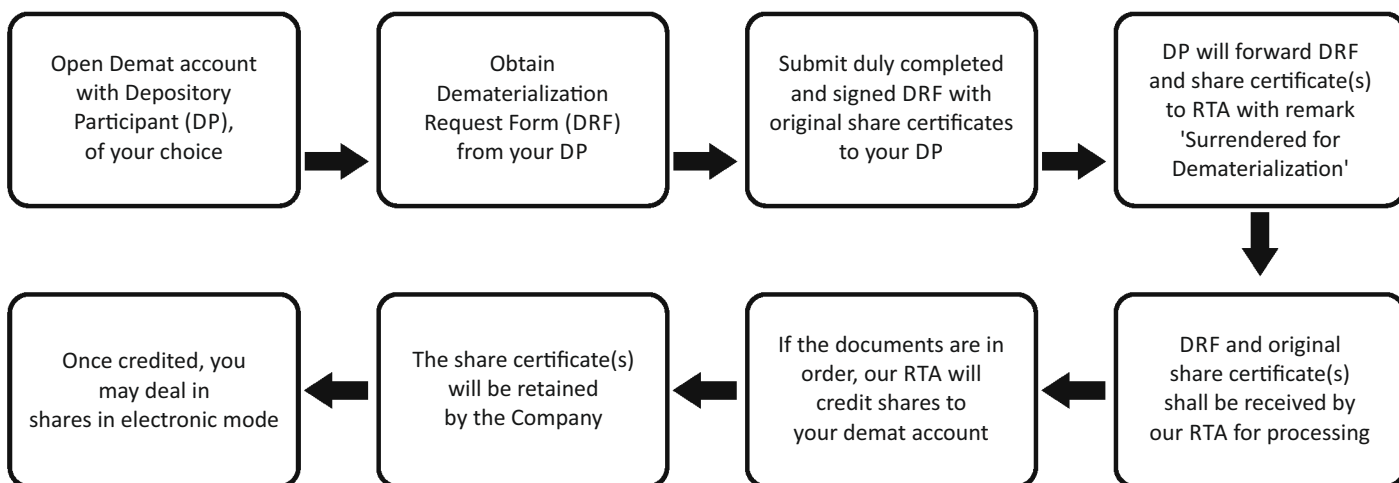 Open Demat account
with Depository
Participant (DP),
of your choice
Obtain
Dematerialization
Request Form (DRF)
from your DP
Submit duly completed
and signed DRF with
original share certificates
to your DP
DP will forward DRF
and share certificate(s)
to RTA with remark
'Surrendered for
Dematerialization'
DRF and original
share certificate(s)
shall be received by
our RTA for processing
If the documents are in
order, our RTA will
credit shares to
your demat account
The share certificate(s)
will be retained
by the Company
Once credited, you
may deal in
shares in electronic mode